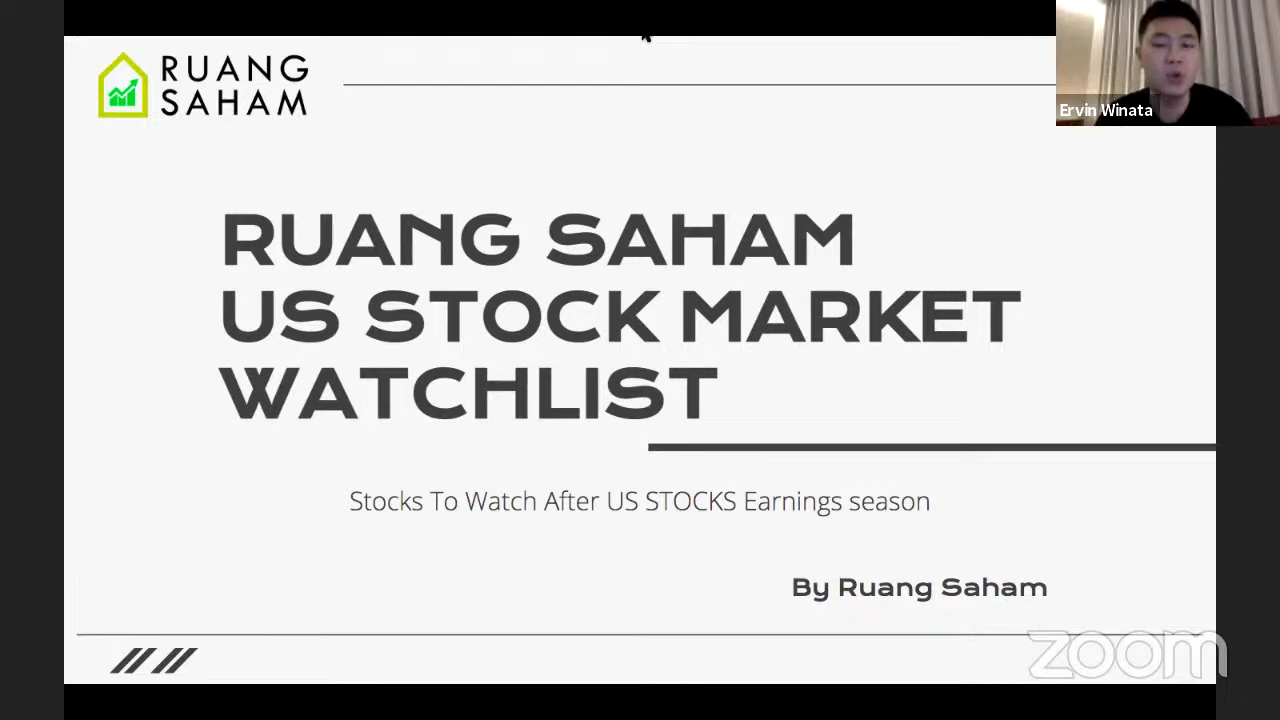 RUANG
SAHAM
Ervin Winata
RUANG SAHAM
US STOCK MARKET
WATCHLIST
Stocks To Watch After US STOCKS Earnings season
By Ruang Saham
zoom